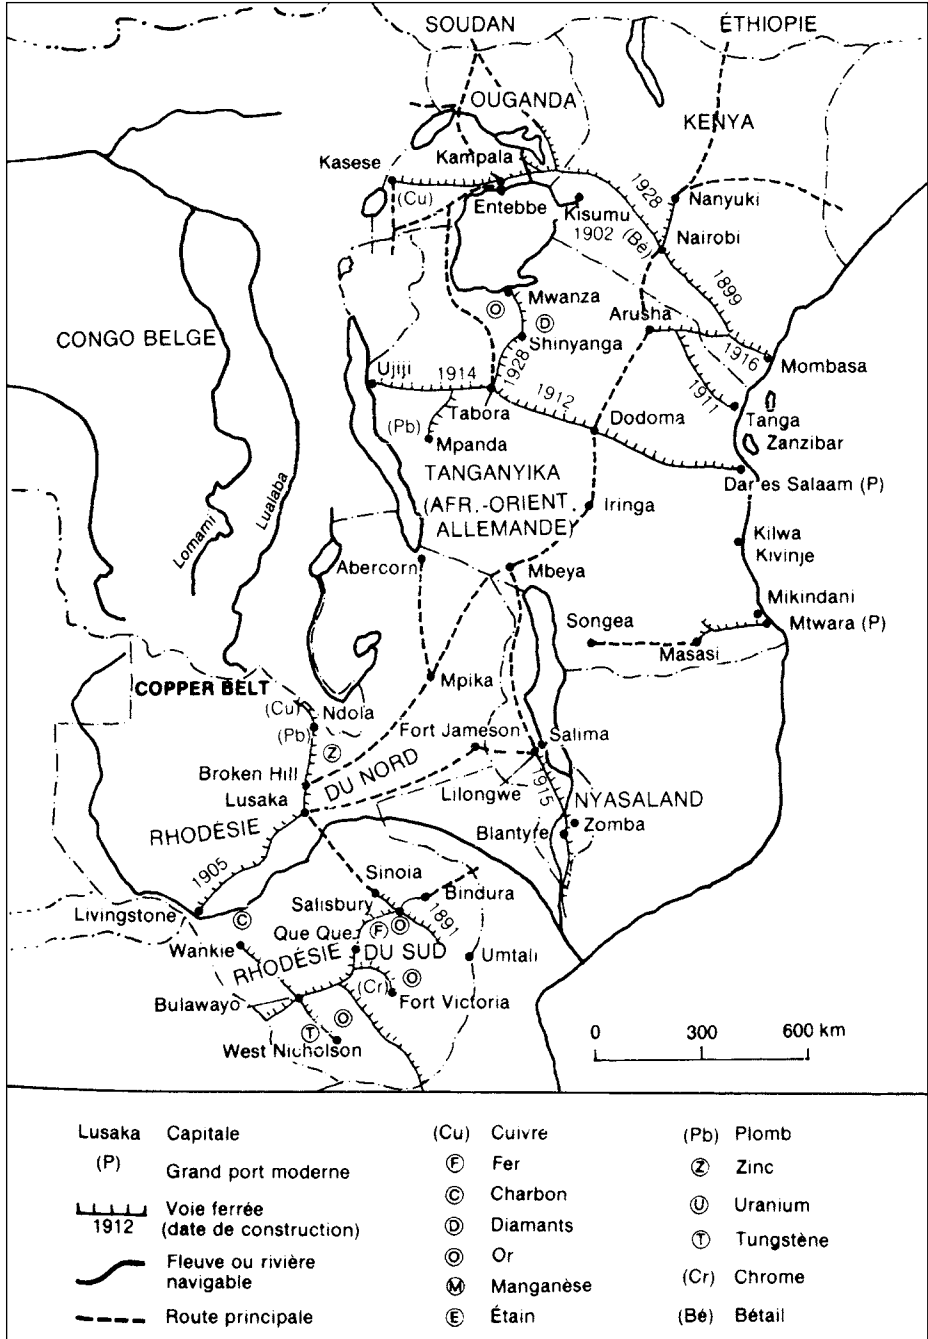 SOUDAN
ÉTHIOPIE
OUGANDA
KENYA
Kasese
Kampala
(Cu)
Entebbe
Kisumu
1902
(Bé)
1928
Nanyuki
Nairobi
1899
CONGO BELGE
Mwanza
O
D
Shinyanga
Arusha
1916
Mombasa
Ujiji
1914
1928
1912
1911
Tabora
Dodoma
Tanga
Zanzibar
(Pb)
Mpanda
TANGANYIKA
(AFR.-ORIENT.
ALLEMANDE)
Dar es Salaam (P)
Iringa
Lomami
Lualaba
Kilwa
Kivinje
Abercorn
Mbeya
Mikindani
Mtwara (P)
Songea
Masasi
COPPER BELT
(Cu)
Ndola
(Pb)
Z
Mpika
Fort Jameson
Salima
Broken Hill
DU NORD
Lusaka
Lilongwe
1915
NYASALAND
RHODÉSIE
Blantyre
Zomba
1905
Sinoia
Livingstone
Salisbury
Bindura
C
Que Que
F
O
1891
Wankie
RHODÉSIE
DU SUD
Umtali
(Cr)
O
Bulawayo
Fort Victoria
T
O
West Nicholson
0 300 600 km
Lusaka Capitale
(P) Grand port moderne
Voie ferrée
1912 (date de construction)
Fleuve ou rivière
navigable
Route principale
(Cu) Cuivre
F Fer
C Charbon
D Diamants
O Or
M Manganèse
E Étain
(Pb) Plomb
Z Zinc
U Uranium
T Tungstène
(Cr) Chrome
(Bé) Bétail